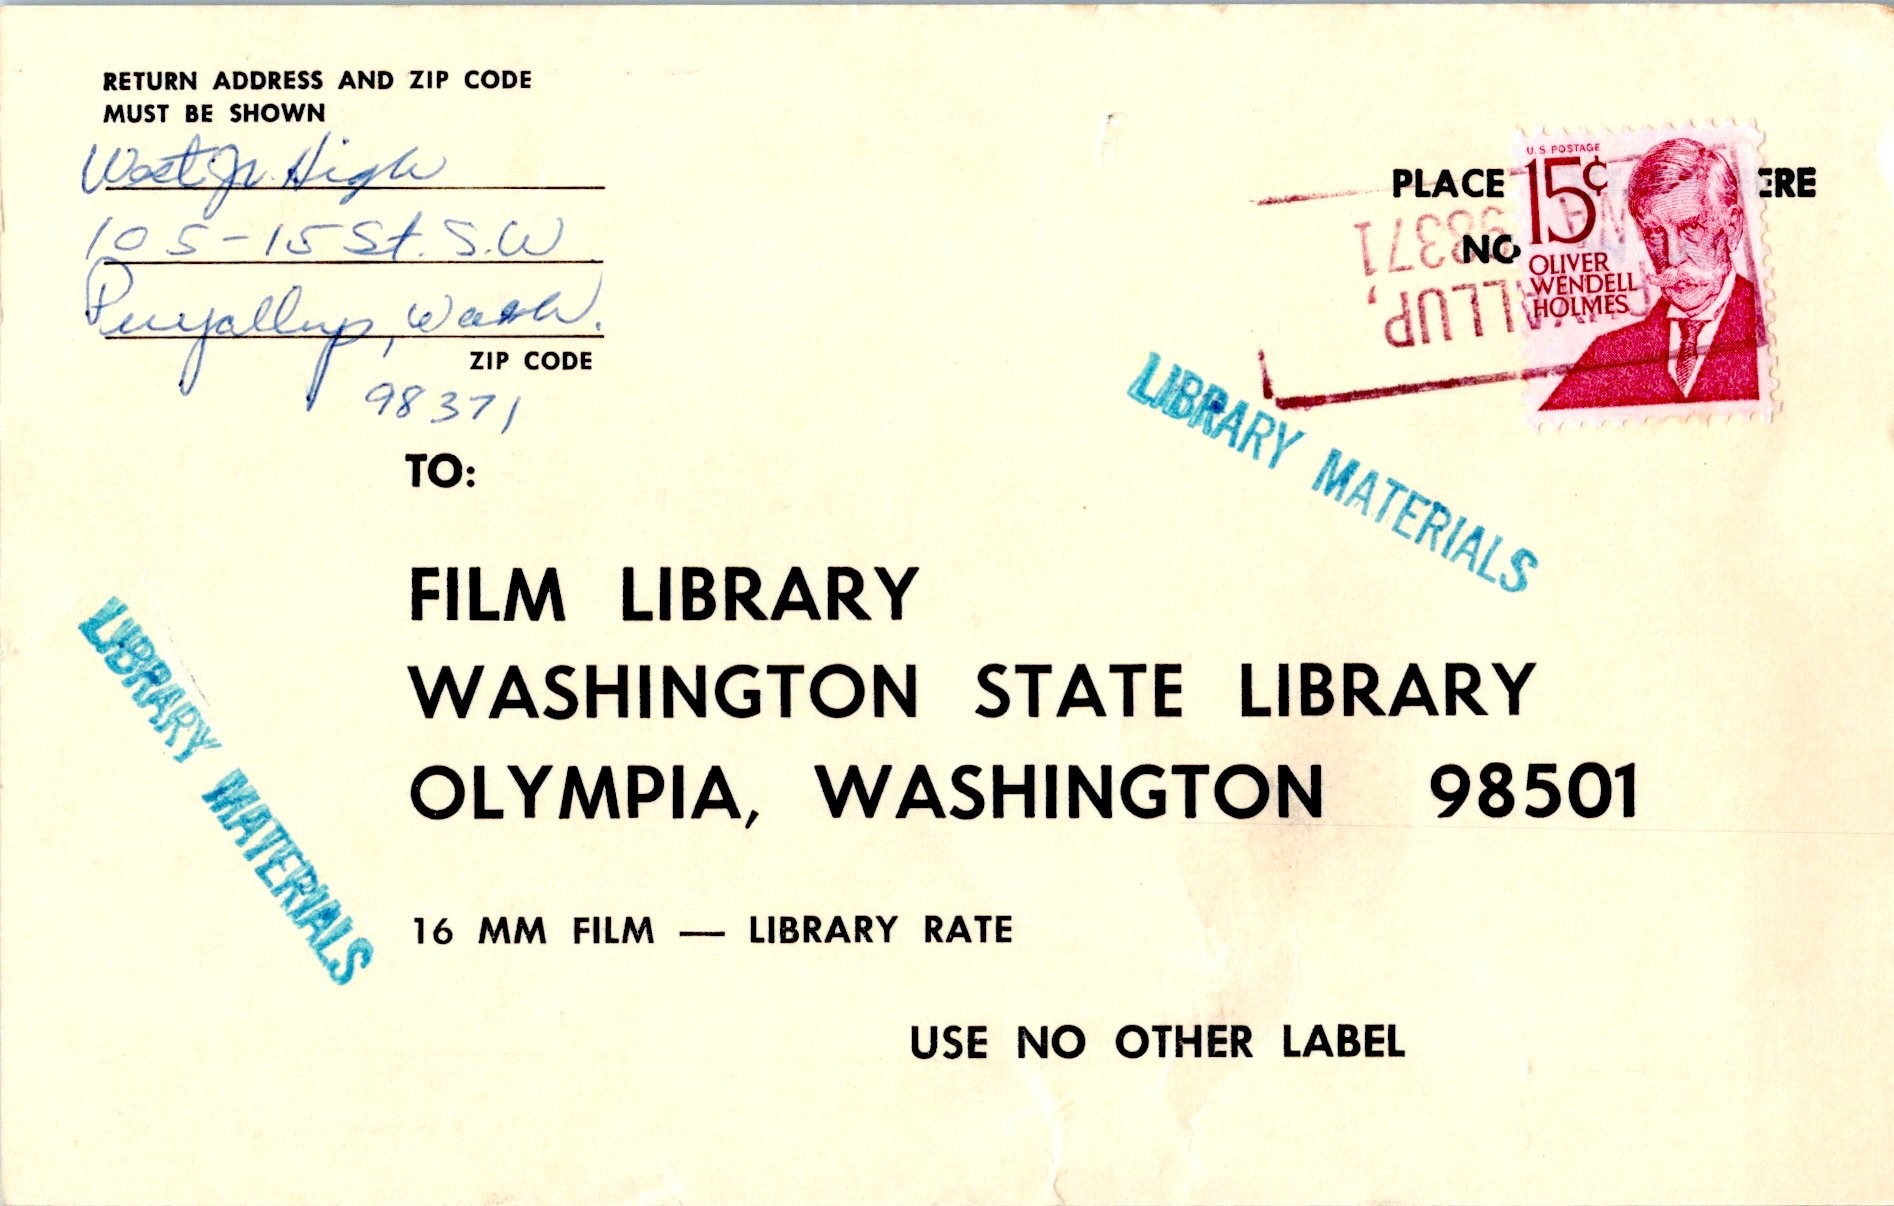 RETURN ADDRESS AND ZIP CODE
MUST BE SHOWN
West Jr. High
105-15 St. S.W
Puyallup, Wash.
ZIP CODE
98371
PLACE
NO
U.S. POSTAGE
15¢
OLIVER
WENDELL
HOLMES
98371
ALLUP,
LIBRARY MATERIALS
TO:
FILM LIBRARY
WASHINGTON STATE LIBRARY
OLYMPIA, WASHINGTON 98501
LIBRARY MATERIALS
16 MM FILM — LIBRARY RATE
USE NO OTHER LABEL